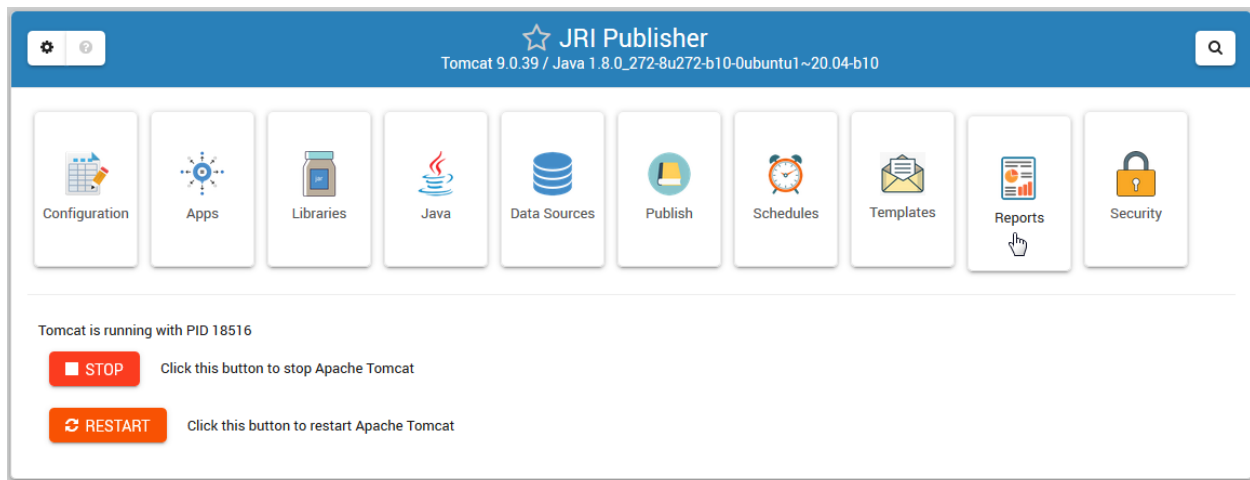 JRI Publisher
Tomcat 9.0.39 / Java 1.8.0_272-8u272-b10-0ubuntu1~20.04-b10
Configuration
Apps
Libraries
Java
Data Sources
Publish
Schedules
Templates
Reports
Security
Tomcat is running with PID 18516
STOP Click this button to stop Apache Tomcat
RESTART Click this button to restart Apache Tomcat